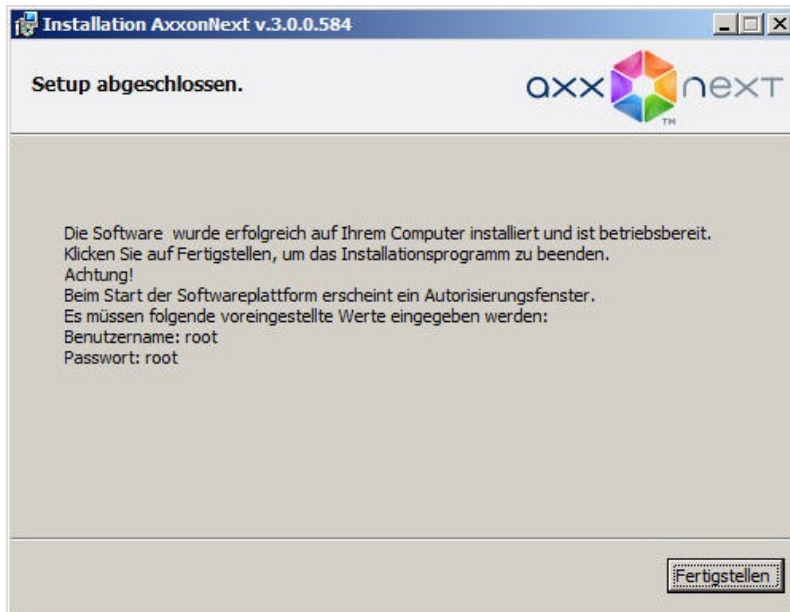 Installation AxxonNext v.3.0.0.584
Setup abgeschlossen.
axx next
TM
Die Software wurde erfolgreich auf Ihrem Computer installiert und ist betriebsbereit.
Klicken Sie auf Fertigstellen, um das Installationsprogramm zu beenden.
Achtung!
Beim Start der Softwareplattform erscheint ein Autorisierungsfenster.
Es müssen folgende voreingestellte Werte eingegeben werden:
Benutzername: root
Passwort: root
Fertigstellen